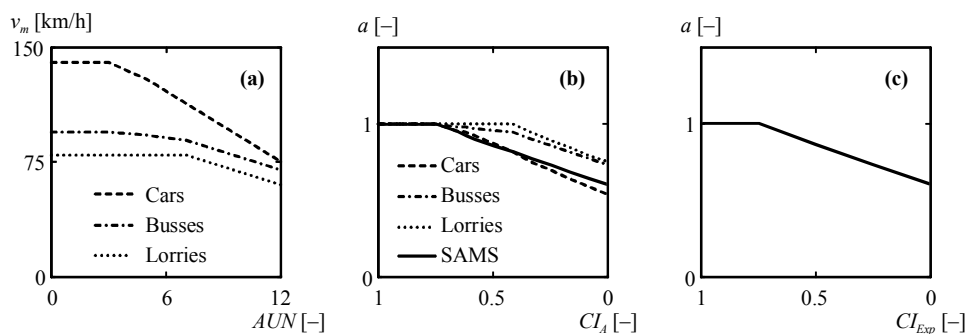 v_m [km/h]
150
(a)
75
Cars
Busses
Lorries
0
0 6 12
AUN [–]
a [–]
(b)
1
Cars
Busses
Lorries
SAMS
0
1 0.5 0
CI_A [–]
a [–]
(c)
1
0
1 0.5 0
CI_Exp [–]